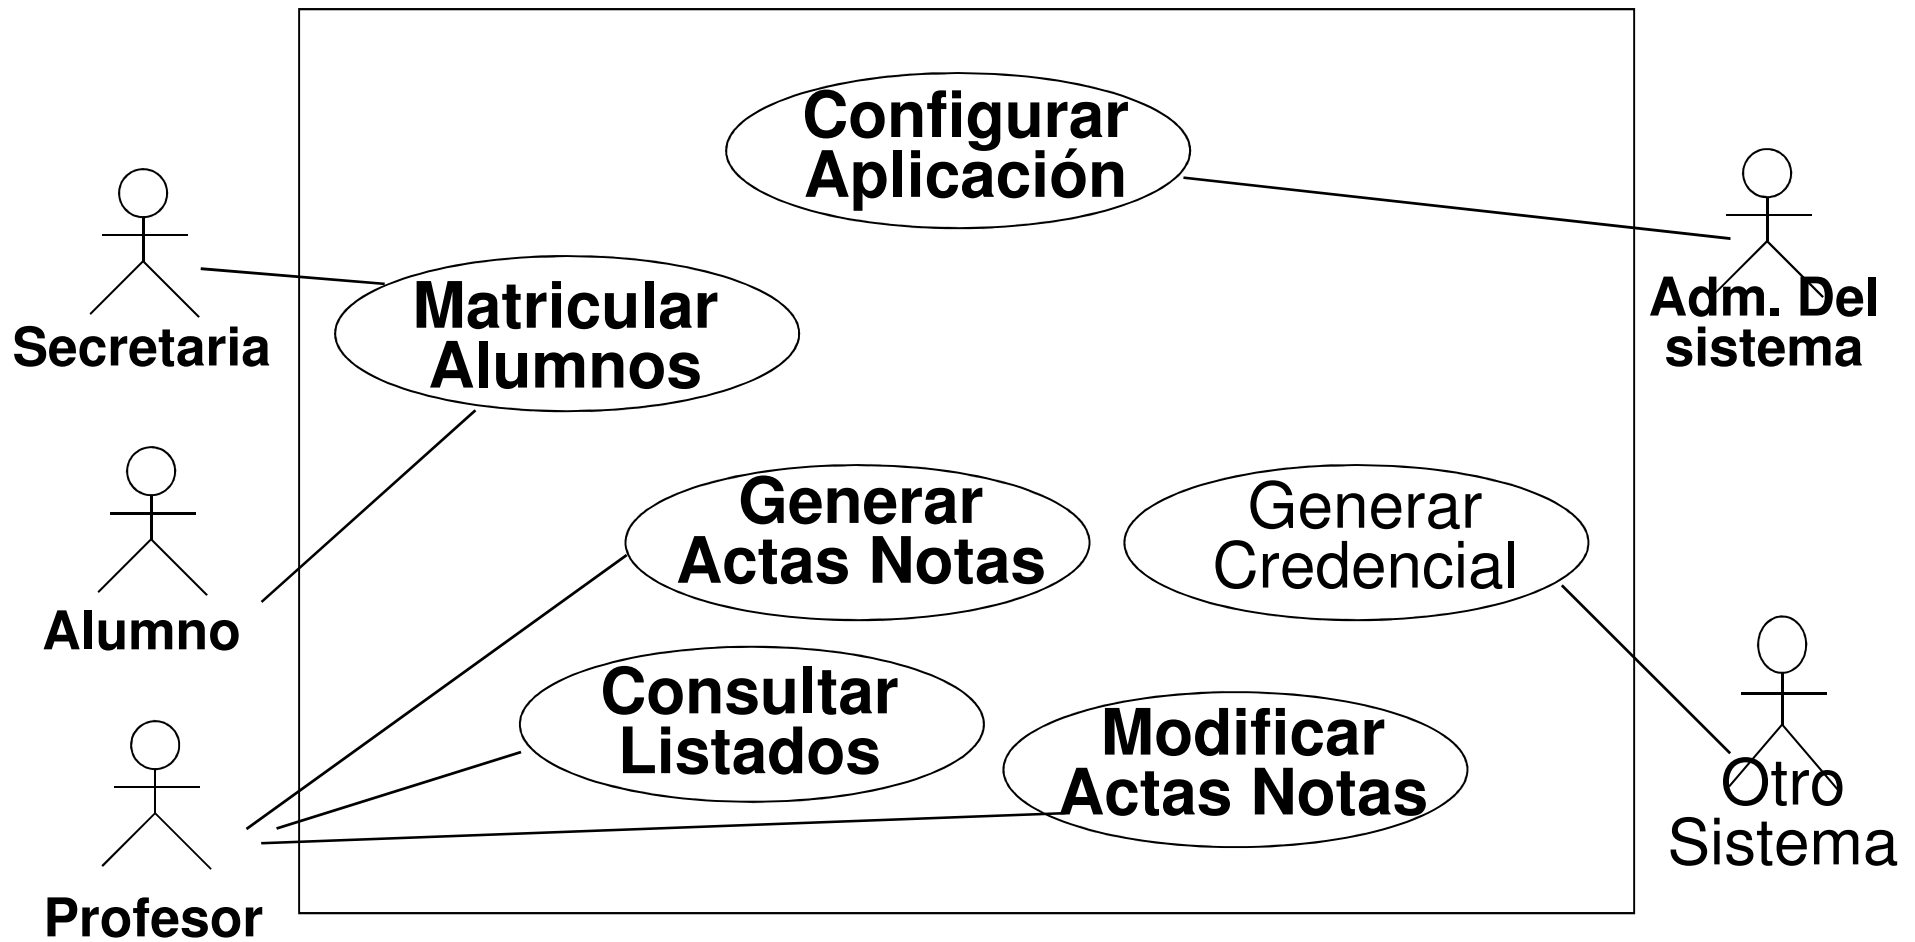 Configurar
Aplicación
Matricular
Alumnos
Secretaria
Adm. Del
sistema
Generar
Actas Notas
Generar
Credencial
Alumno
Consultar
Listados
Modificar
Actas Notas
Otro
Sistema
Profesor